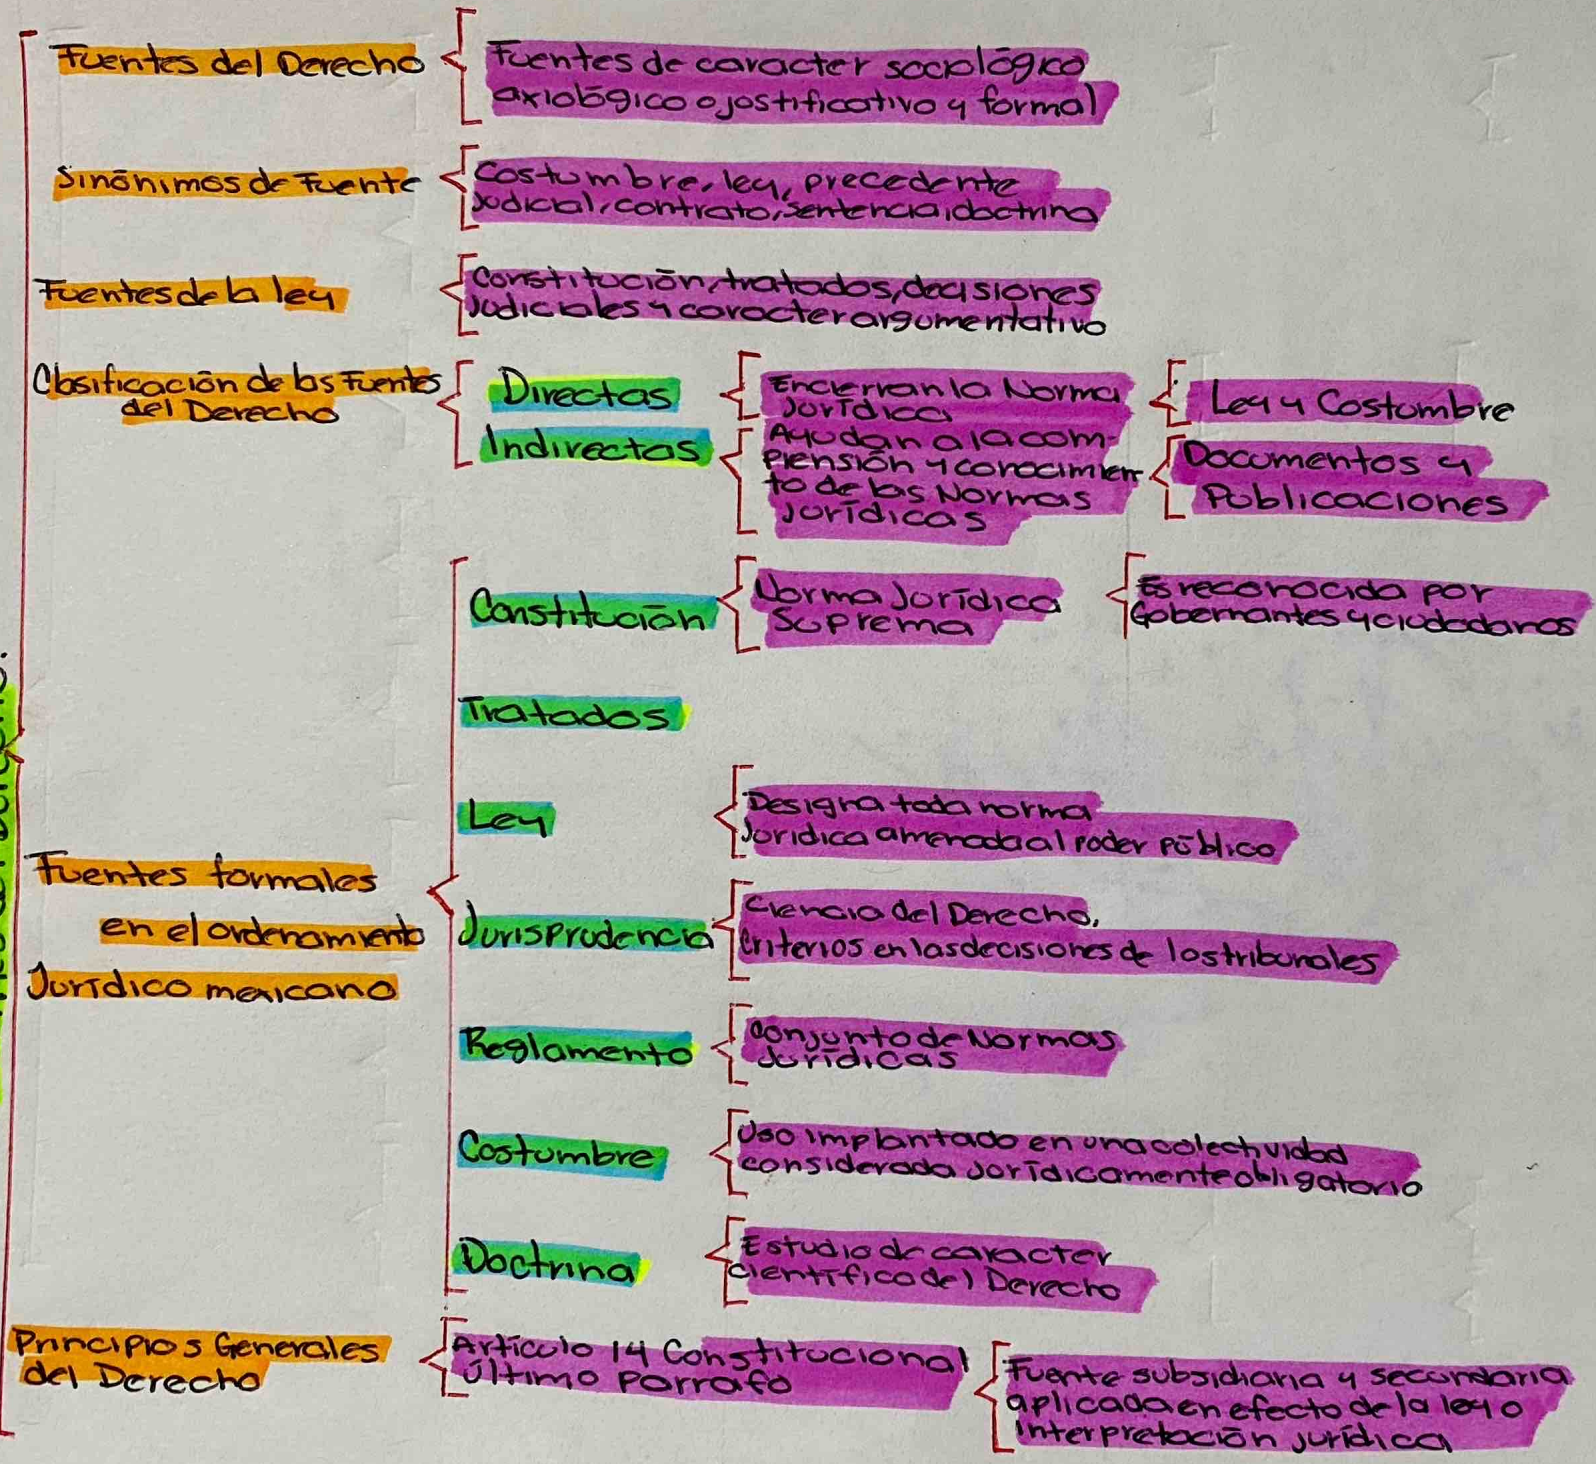 Fuentes del Derecho
Fuentes de caracter sociológico
axiológico o justificativo y formal
Sinónimos de Fuente
Costumbre, ley, precedente
Judicial, contrato, sentencia, doctrina
Fuentes de la ley
Constitución, tratados, decisiones
Judiciales y caracter argumentativo
Clasificación de las Fuentes
del Derecho
Directas
Encierran la Norma
Jurídica
Ley y Costumbre
Indirectas
Ayudan a la com-
prensión y conocimien
to de las Normas
Jurídicas
Documentos y
Publicaciones
Fuentes formales
en el ordenamiento
Jurídico mexicano
Constitución
Norma Jurídica
Suprema
Es reconocida por
Gobernantes y ciudadanos
Tratados
Ley
Designa toda norma
Jurídica amenada al poder público
Jurisprudencia
Ciencia del Derecho,
Criterios en las decisiones de los tribunales
Reglamento
Conjunto de Normas
Jurídicas
Costumbre
Uso implantado en una colectividad
considerada Jurídicamente obligatorio
Doctrina
Estudio de caracter
científico del Derecho
Principios Generales
del Derecho
Artículo 14 Constitucional
Último Parrafo
Fuente subsidiaria y secundaria
aplicada en efecto de la ley o
interpretación jurídica